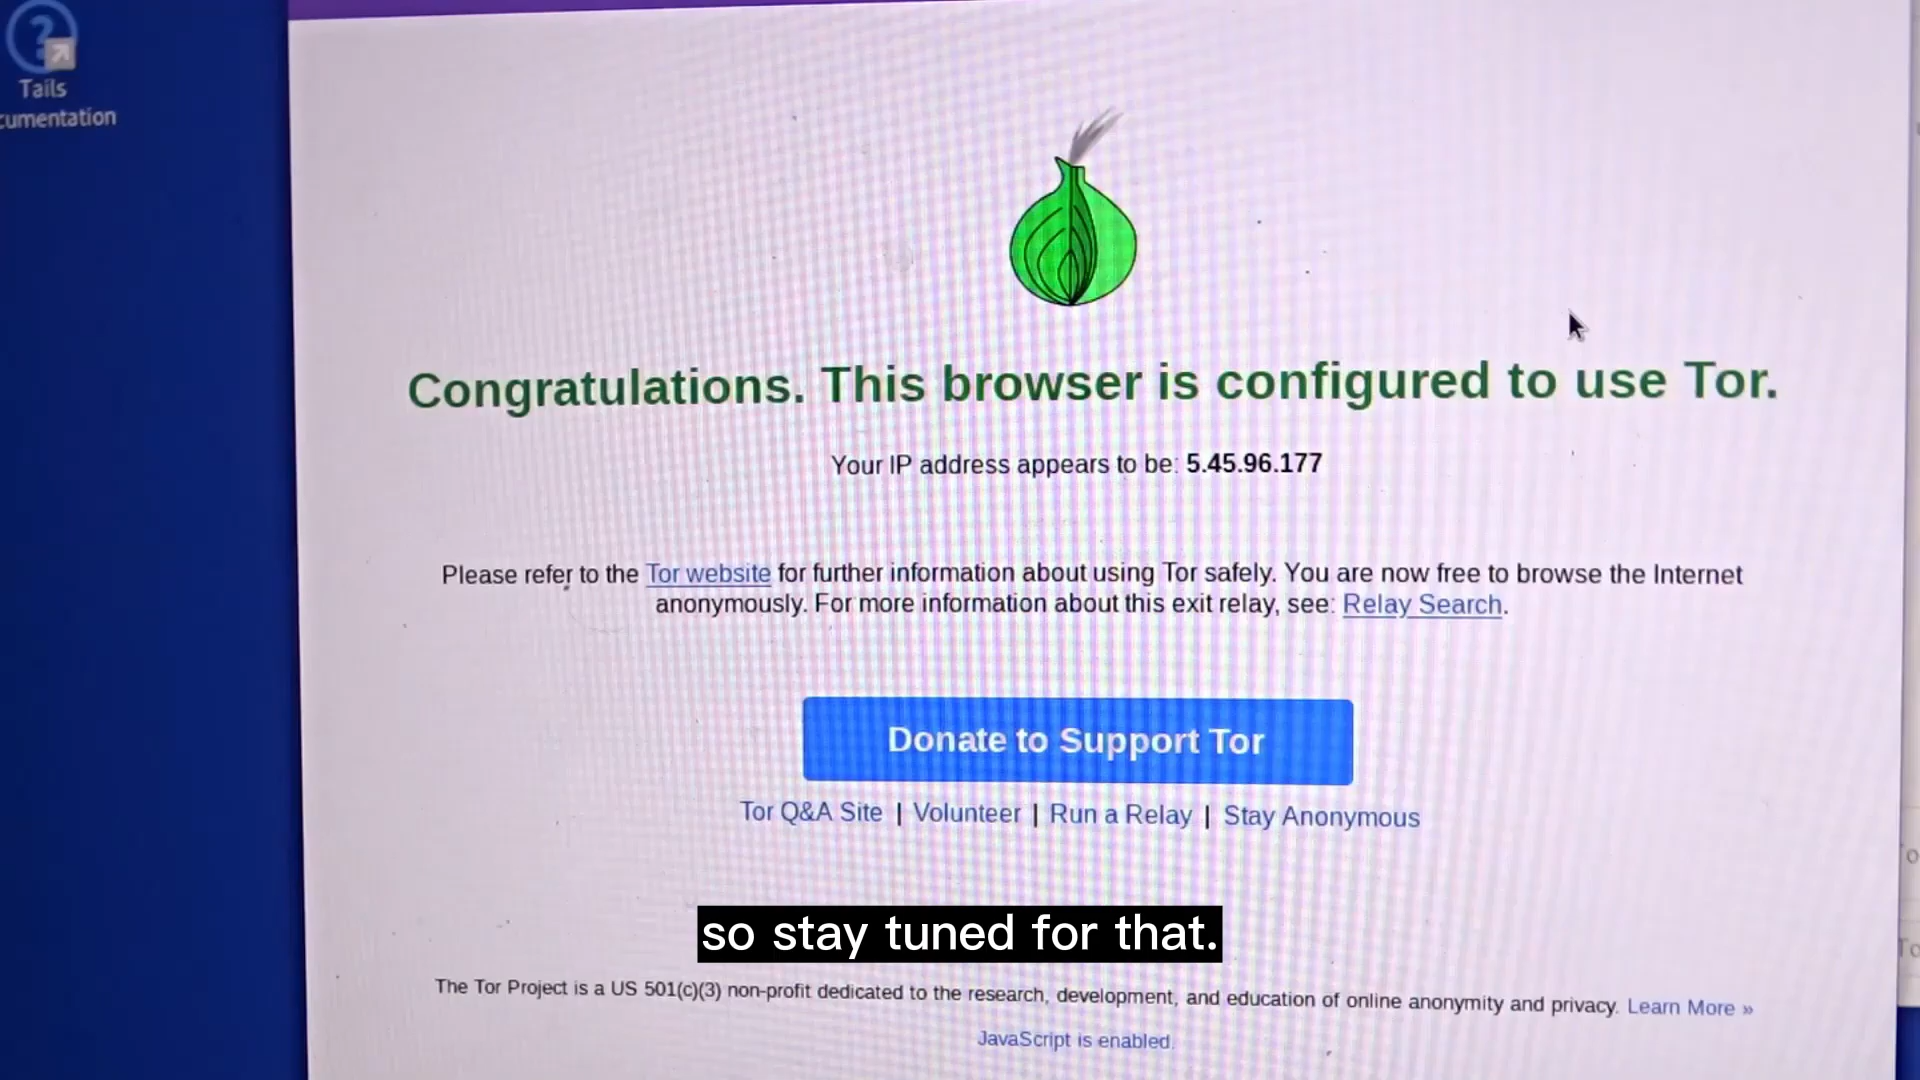 Tails
cumentation
Congratulations. This browser is configured to use Tor.
Your IP address appears to be: 5.45.96.177
Please refer to the Tor website for further information about using Tor safely. You are now free to browse the Internet
anonymously. For more information about this exit relay, see: Relay Search.
Donate to Support Tor
Tor Q&A Site | Volunteer | Run a Relay | Stay Anonymous
so stay tuned for that.
The Tor Project is a US 501(c)(3) non-profit dedicated to the research, development, and education of online anonymity and privacy. Learn More »
JavaScript is enabled.